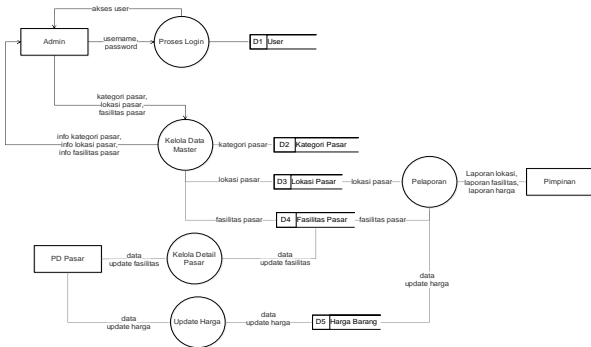 akses user
Admin
username,
password
Proses Login
D1 User
kategori pasar,
lokasi pasar,
fasilitas pasar
info kategori pasar,
info lokasi pasar,
info fasilitas pasar
Kelola Data
Master
kategori pasar
D2 Kategori Pasar
lokasi pasar
D3 Lokasi Pasar
lokasi pasar
Pelaporan
Laporan lokasi,
laporan fasilitas,
laporan harga
Pimpinan
fasilitas pasar
D4 Fasilitas Pasar
fasilitas pasar
PD Pasar
data
update fasilitas
Kelola Detail
Pasar
data
update fasilitas
data
update harga
data
update harga
Update Harga
data
update harga
D5 Harga Barang